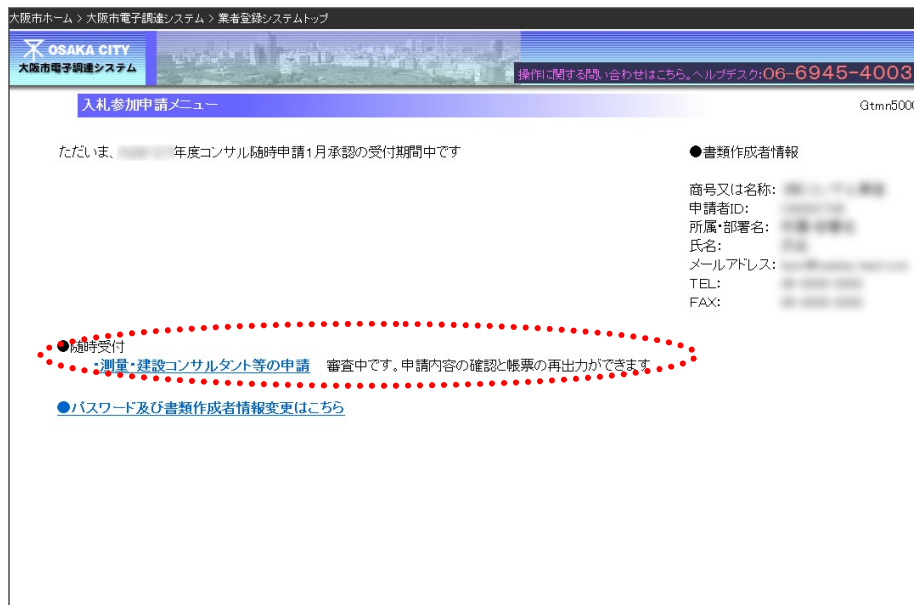 大阪市ホーム > 大阪市電子調達システム > 業者登録システムトップ
OSAKA CITY
大阪市電子調達システム
操作に関する問い合わせはこちら。ヘルプデスク:06-6945-4003
入札参加申請メニュー
Gtmn500
ただいま、 年度コンサル随時申請1月承認の受付期間中です
●書類作成者情報
商号又は名称:
申請者ID:
所属・部署名:
氏名:
メールアドレス:
TEL:
FAX:
●随時受付
・測量・建設コンサルタント等の申請 審査中です。申請内容の確認と帳票の再出力ができます
●パスワード及び書類作成者情報変更はこちら